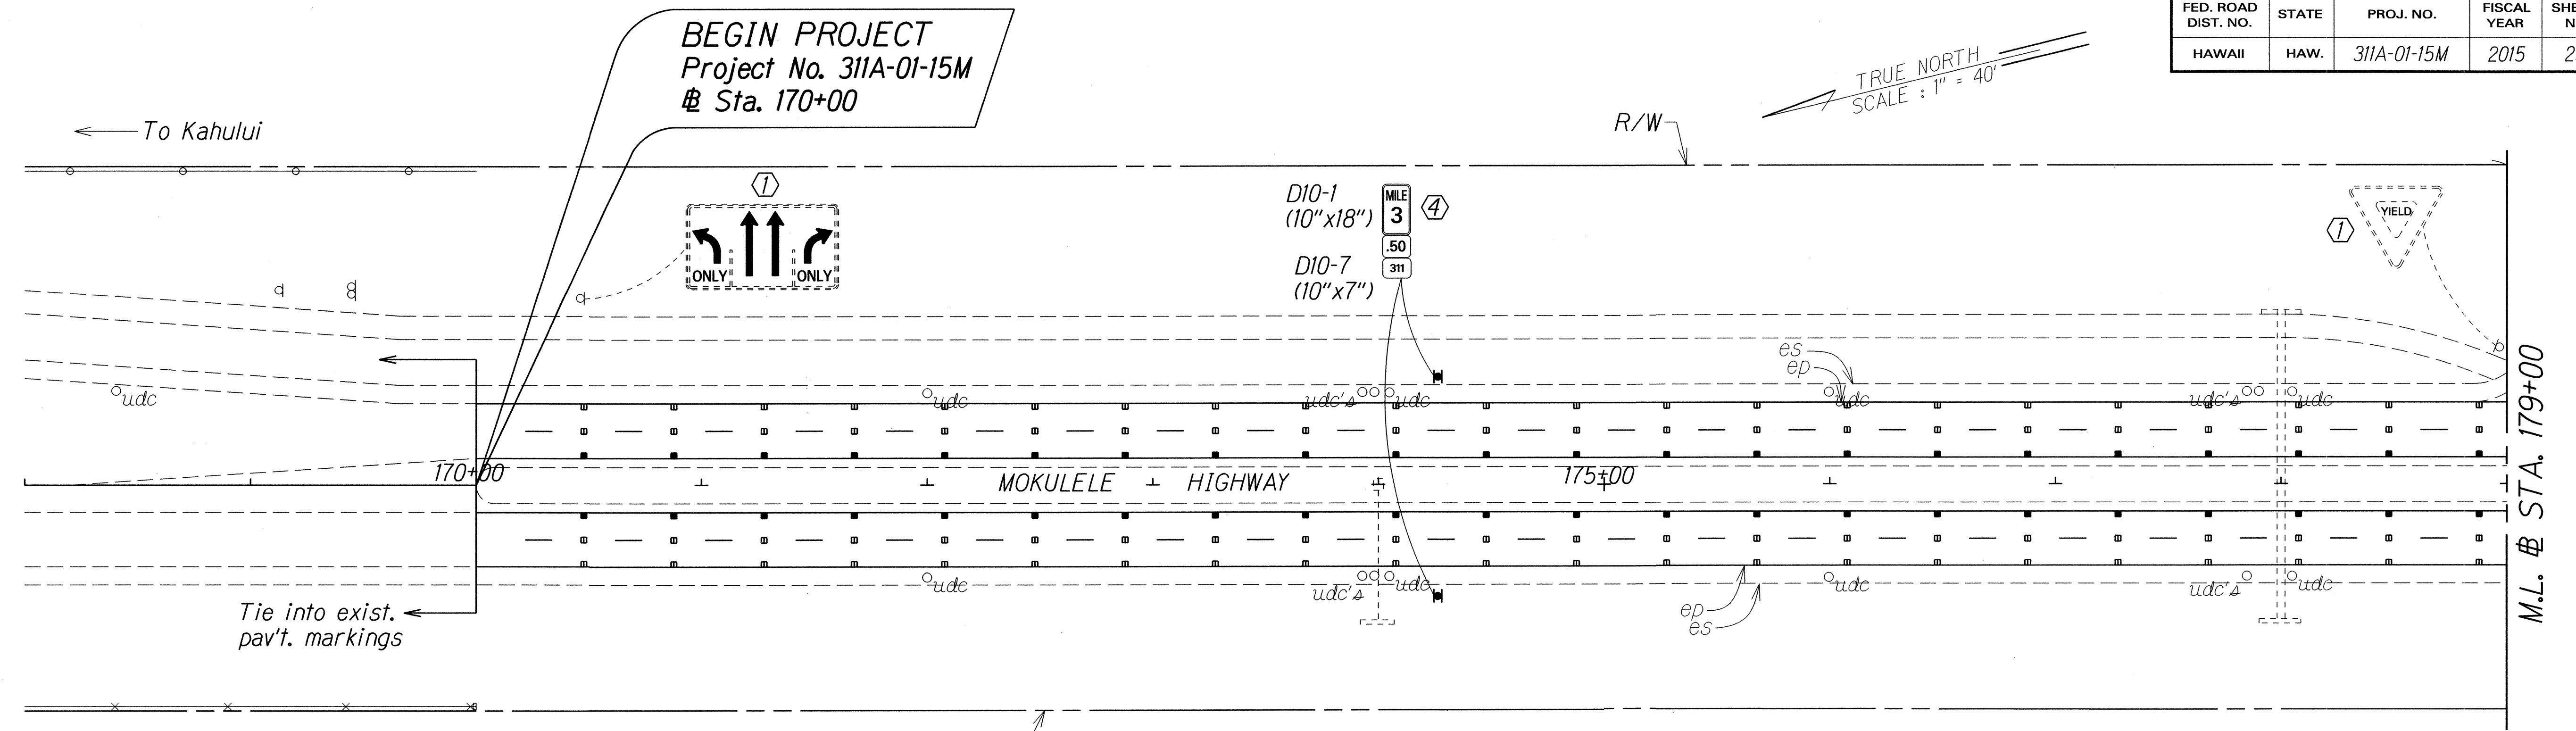 FED. ROAD DIST. NO.
STATE
PROJ. NO.
FISCAL YEAR
HAWAII
HAW.
311A-01-15M
2015
BEGIN PROJECT
Project No. 311A-01-15M
℄ Sta. 170+00
TRUE NORTH
SCALE : 1" = 40'
To Kahului
R/W
1
ONLY
ONLY
D10-1
(10"x18")
MILE
3
4
.50
D10-7
(10"x7")
311
1
YIELD
es
ep
udc
udc
udc's
udc
udc
udc's
udc
170+00
MOKULELE HIGHWAY
175+00
udc
udc's
udc
udc
udc's
udc
ep
es
Tie into exist.
pav't. markings
M.L. ℄ STA. 179+00